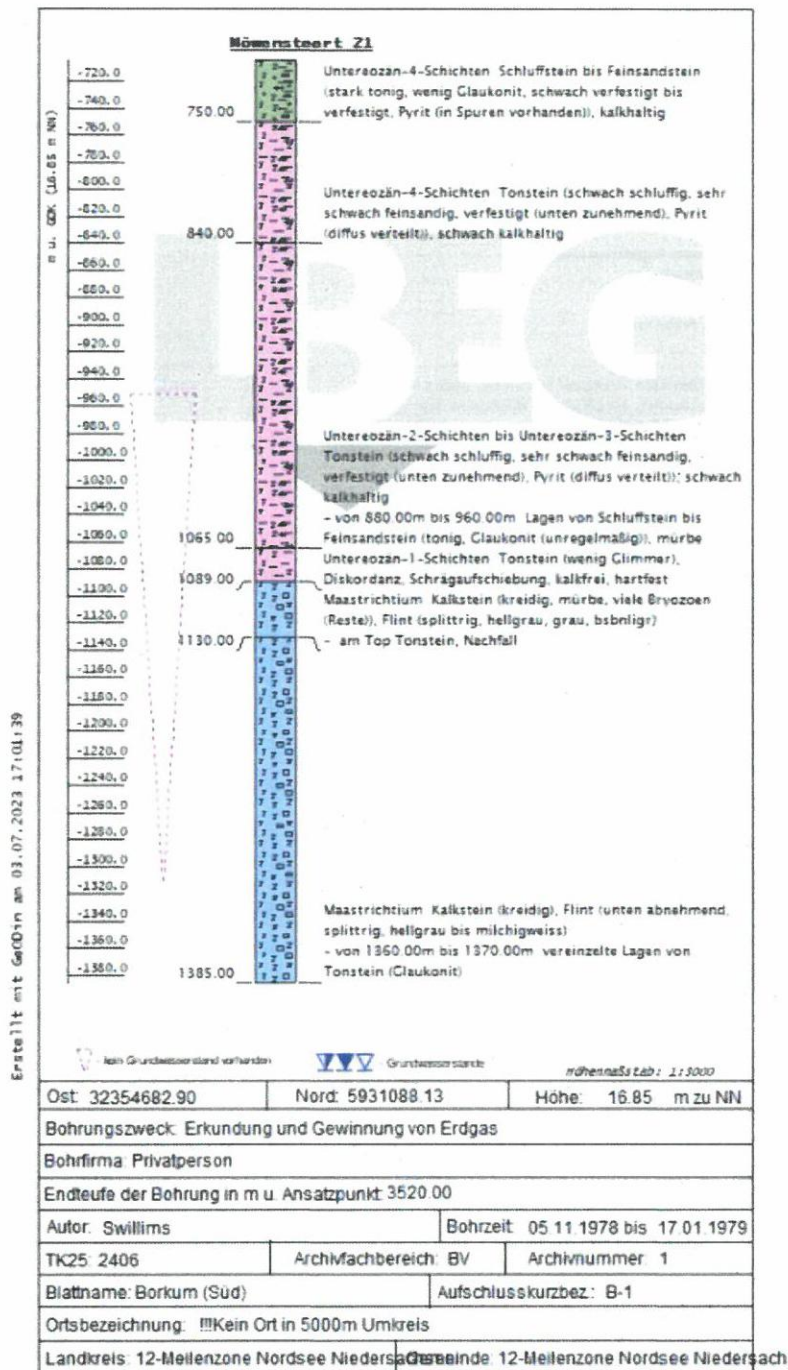 Mömensteert Z1
Untereozän-4-Schichten Schluffstein bis Feinsandstein
(stark tonig, wenig Glaukonit, schwach verfestigt bis
verfestigt, Pyrit (in Spuren vorhanden)), kalkhaltig
750.00
Untereozän-4-Schichten Tonstein (schwach schluffig, sehr
schwach feinsandig, verfestigt (unten zunehmend), Pyrit
(diffus verteilt)), schwach kalkhaltig
840.00
LBEG
Untereozän-2-Schichten bis Untereozän-3-Schichten
Tonstein (schwach schluffig, sehr schwach feinsandig,
verfestigt (unten zunehmend), Pyrit (diffus verteilt)); schwach
kalkhaltig
- von 880.00m bis 960.00m Lagen von Schluffstein bis
Feinsandstein (tonig, Glaukonit (unregelmäßig)), mürbe
1065.00
Untereozän-1-Schichten Tonstein (wenig Glimmer),
Diskordanz, Schrägaufschiebung, kalkfrei, hartfest
1089.00
Maastrichtium Kalkstein (kreidig, mürbe, viele Bryozoen
(Reste)), Flint (splittrig, hellgrau, grau, bsbnligr)
- am Top Tonstein, Nachfall
1130.00
Maastrichtium Kalkstein (kreidig), Flint (unten abnehmend,
splittrig, hellgrau bis milchigweiss)
- von 1360.00m bis 1370.00m vereinzelte Lagen von
Tonstein (Glaukonit)
1385.00
m u. GOK (16.85 m NN)
-720.0
-740.0
-760.0
-780.0
-800.0
-820.0
-840.0
-860.0
-880.0
-900.0
-920.0
-940.0
-960.0
-980.0
-1000.0
-1020.0
-1040.0
-1060.0
-1080.0
-1100.0
-1120.0
-1140.0
-1160.0
-1180.0
-1200.0
-1220.0
-1240.0
-1260.0
-1280.0
-1300.0
-1320.0
-1340.0
-1360.0
-1380.0
Erstellt mit GeODin am 03.07.2023 17:01:39
kein Grundwasserstand vorhanden
Grundwasserstände
Höhenmaßstab: 1:3000
Ost: 32354682.90 Nord: 5931088.13 Höhe: 16.85 m zu NN
Bohrungszweck: Erkundung und Gewinnung von Erdgas
Bohrfirma: Privatperson
Endteufe der Bohrung in m u. Ansatzpunkt: 3520.00
Autor: Swillims Bohrzeit: 05.11.1978 bis 17.01.1979
TK25: 2406 Archivfachbereich: BV Archivnummer: 1
Blattname: Borkum (Süd) Aufschlusskurzbez.: B-1
Ortsbezeichnung: !!!Kein Ort in 5000m Umkreis
Landkreis: 12-Meilenzone Nordsee Niedersachsen Gemeinde: 12-Meilenzone Nordsee Niedersach